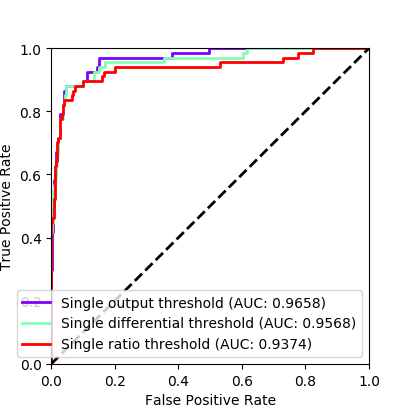 1.0
0.8
0.6
0.4
0.2
0.0
True Positive Rate
Single output threshold (AUC: 0.9658)
Single differential threshold (AUC: 0.9568)
Single ratio threshold (AUC: 0.9374)
0.0 0.2 0.4 0.6 0.8 1.0
False Positive Rate